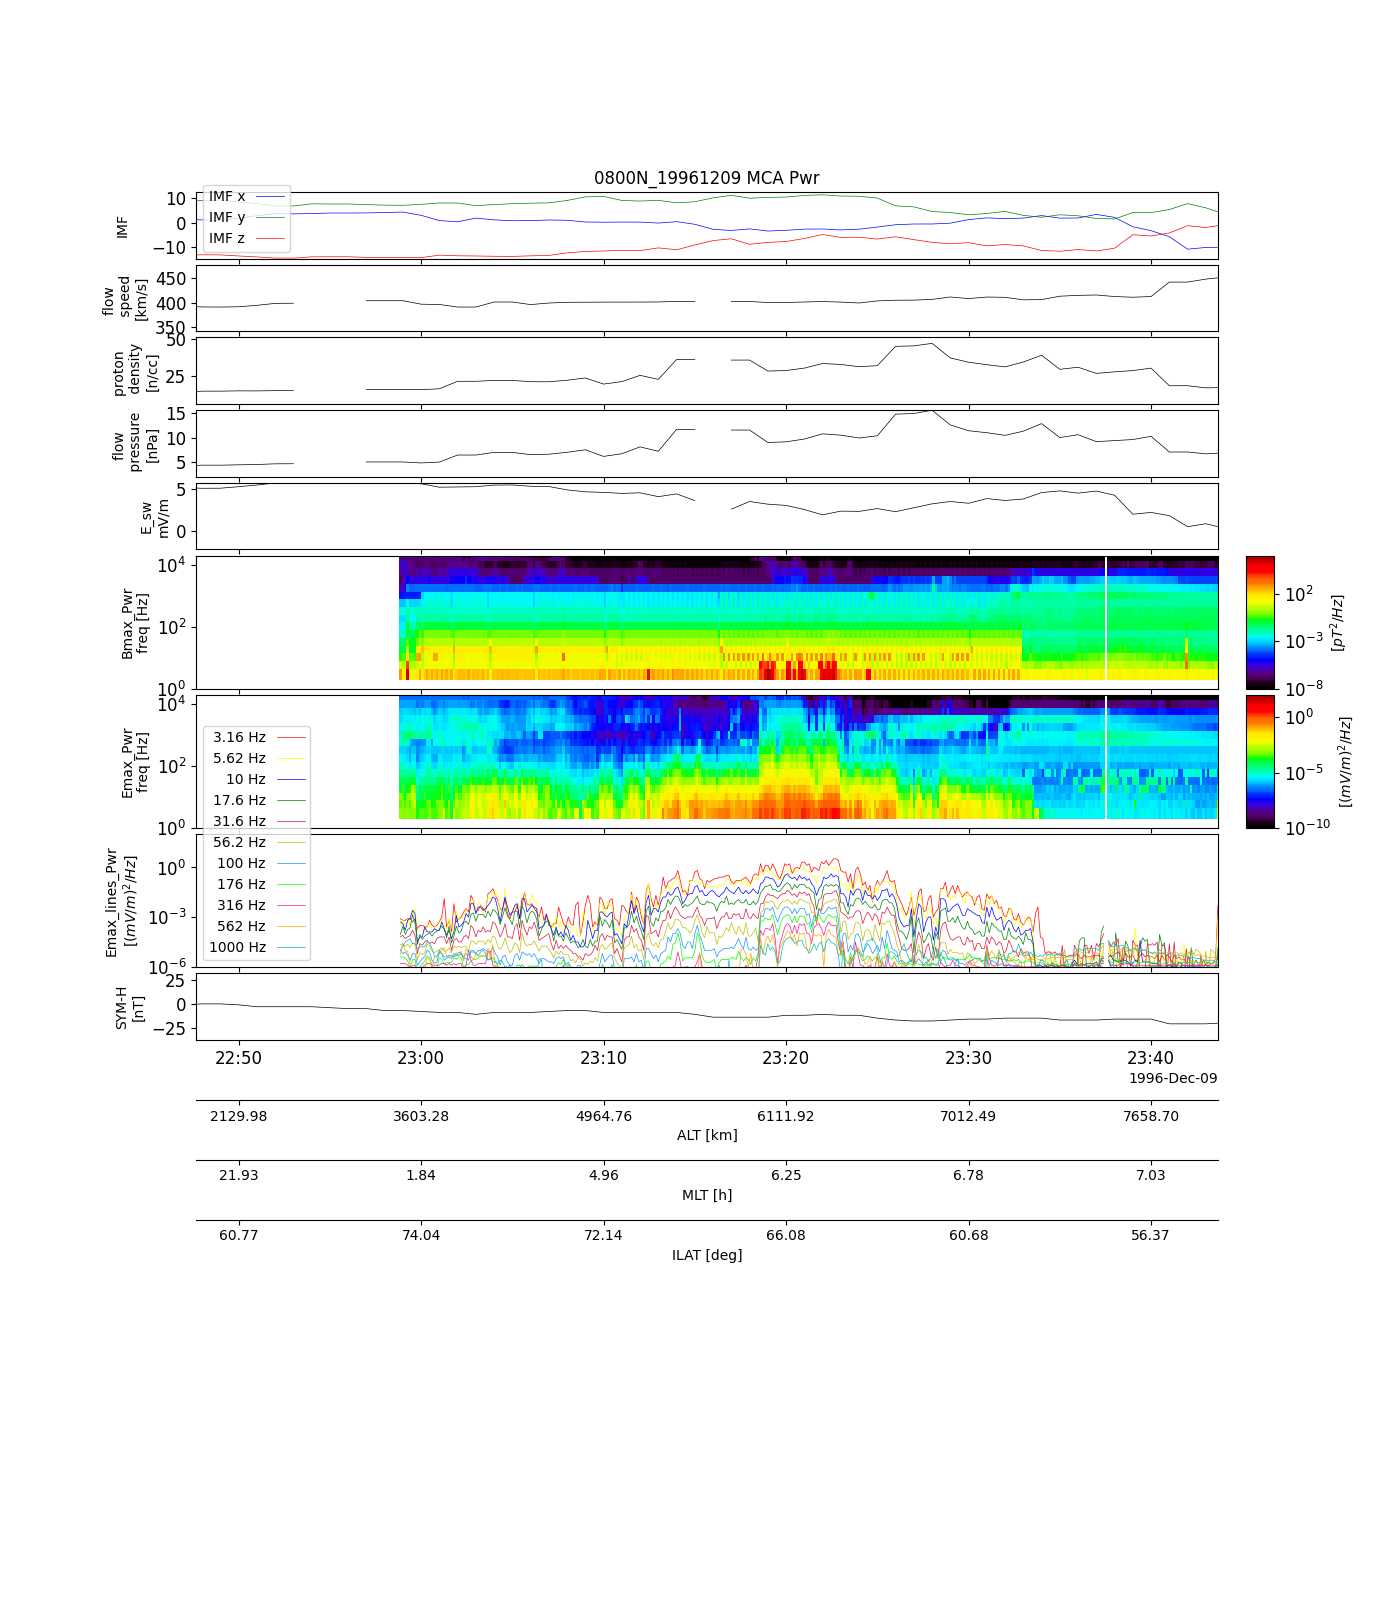 0800N_19961209 MCA Pwr
10
0
−10
IMF
IMF x
IMF y
IMF z
450
400
350
flow
speed
[km/s]
50
25
proton
density
[n/cc]
15
10
5
flow
pressure
[nPa]
5
0
E_sw
mV/m
10^4
10^2
10^0
Bmax_Pwr
freq [Hz]
10^2
10^−3
10^−8
[pT^2/Hz]
10^4
10^2
10^0
Emax_Pwr
freq [Hz]
10^0
10^−5
10^−10
[(mV/m)^2/Hz]
3.16 Hz
5.62 Hz
10 Hz
17.6 Hz
31.6 Hz
56.2 Hz
100 Hz
176 Hz
316 Hz
562 Hz
1000 Hz
10^0
10^−3
10^−6
Emax_lines_Pwr
[(mV/m)^2/Hz]
25
0
−25
SYM-H
[nT]
22:50 23:00 23:10 23:20 23:30 23:40
1996-Dec-09
2129.98 3603.28 4964.76 6111.92 7012.49 7658.70
ALT [km]
21.93 1.84 4.96 6.25 6.78 7.03
MLT [h]
60.77 74.04 72.14 66.08 60.68 56.37
ILAT [deg]